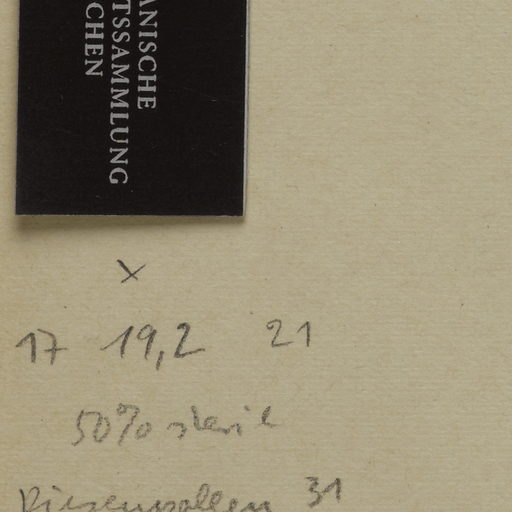 ANISCHE
TSSAMMLUNG
CHEN
x
17 19,2 21
50% steril
Riesenpollen 31